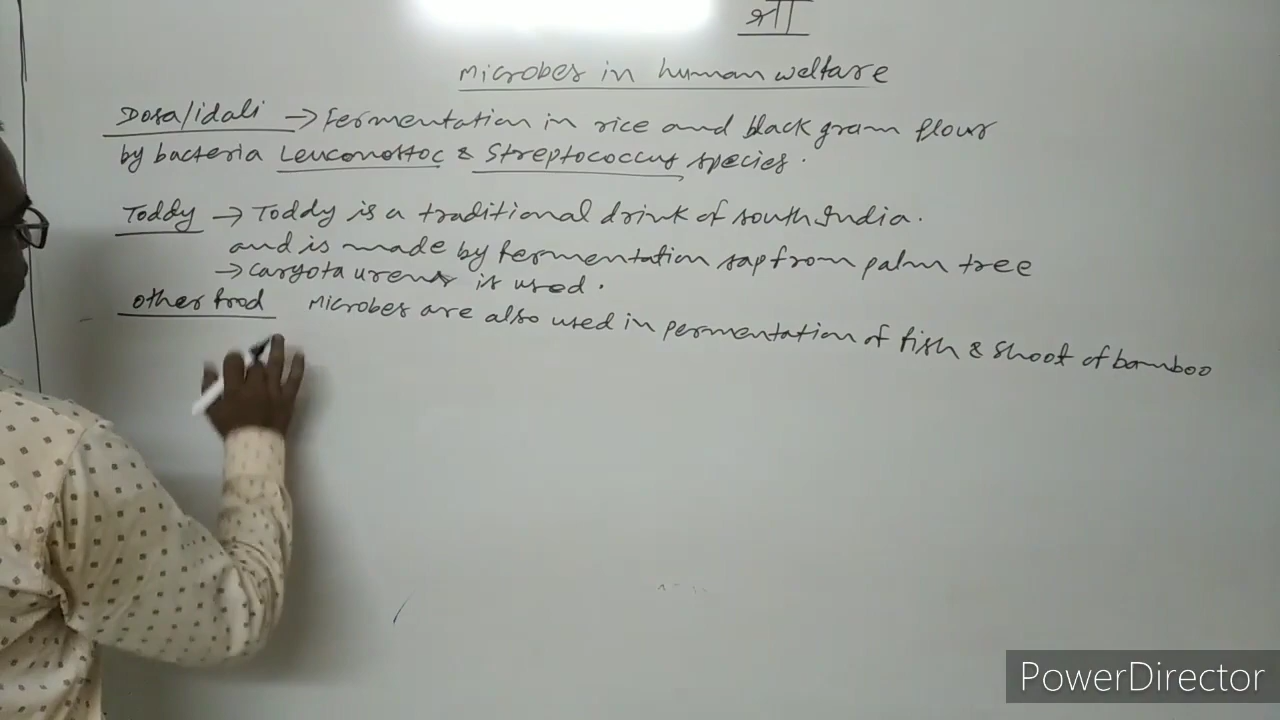 श्री
Microbes in human welfare
Dosa/idali → Fermentation in rice and black gram flour
by bacteria Leuconostoc & Streptococcus species.
Toddy → Toddy is a traditional drink of south India.
and is made by fermentation sap from palm tree
→ caryota urens is used.
other food Microbes are also used in permentation of fish & shoot of bamboo
PowerDirector